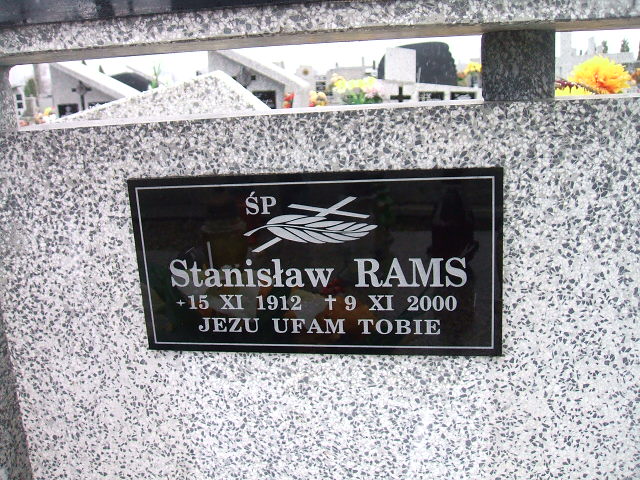 ŚP
Stanisław RAMS
+15 XI 1912 †9 XI 2000
JEZU UFAM TOBIE